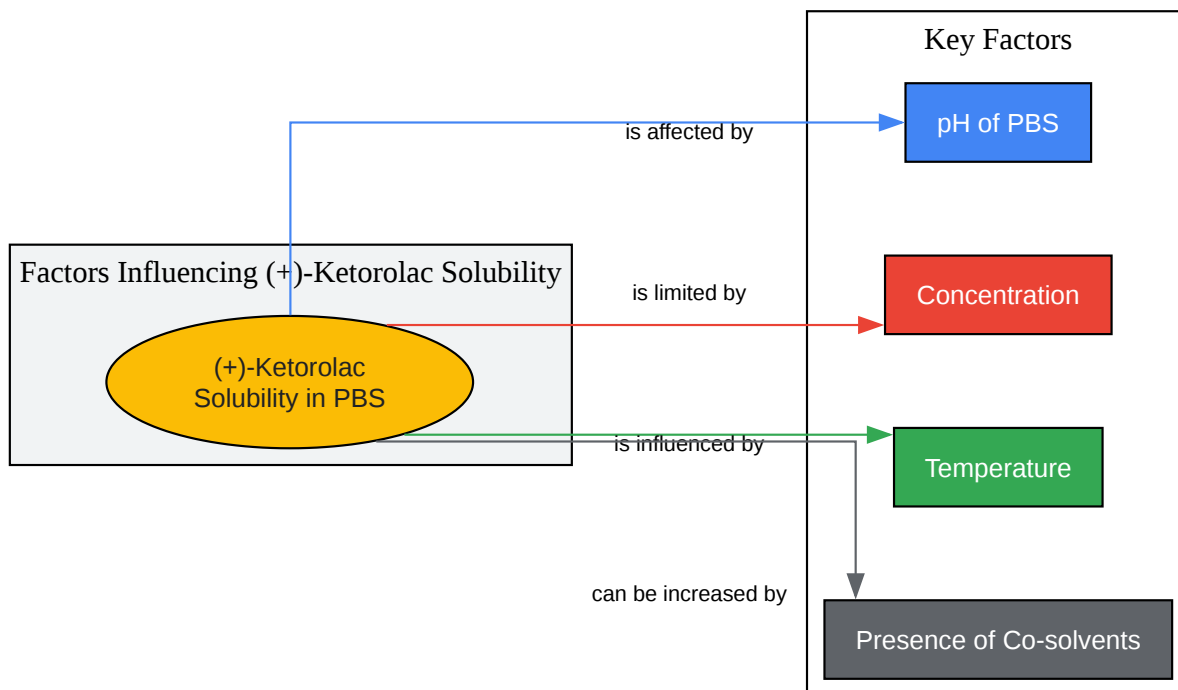 Key Factors
pH of PBS
is affected by
Factors Influencing (+)-Ketorolac Solubility
is limited by
Concentration
(+)-Ketorolac
Solubility in PBS
is influenced by
Temperature
can be increased by
Presence of Co-solvents